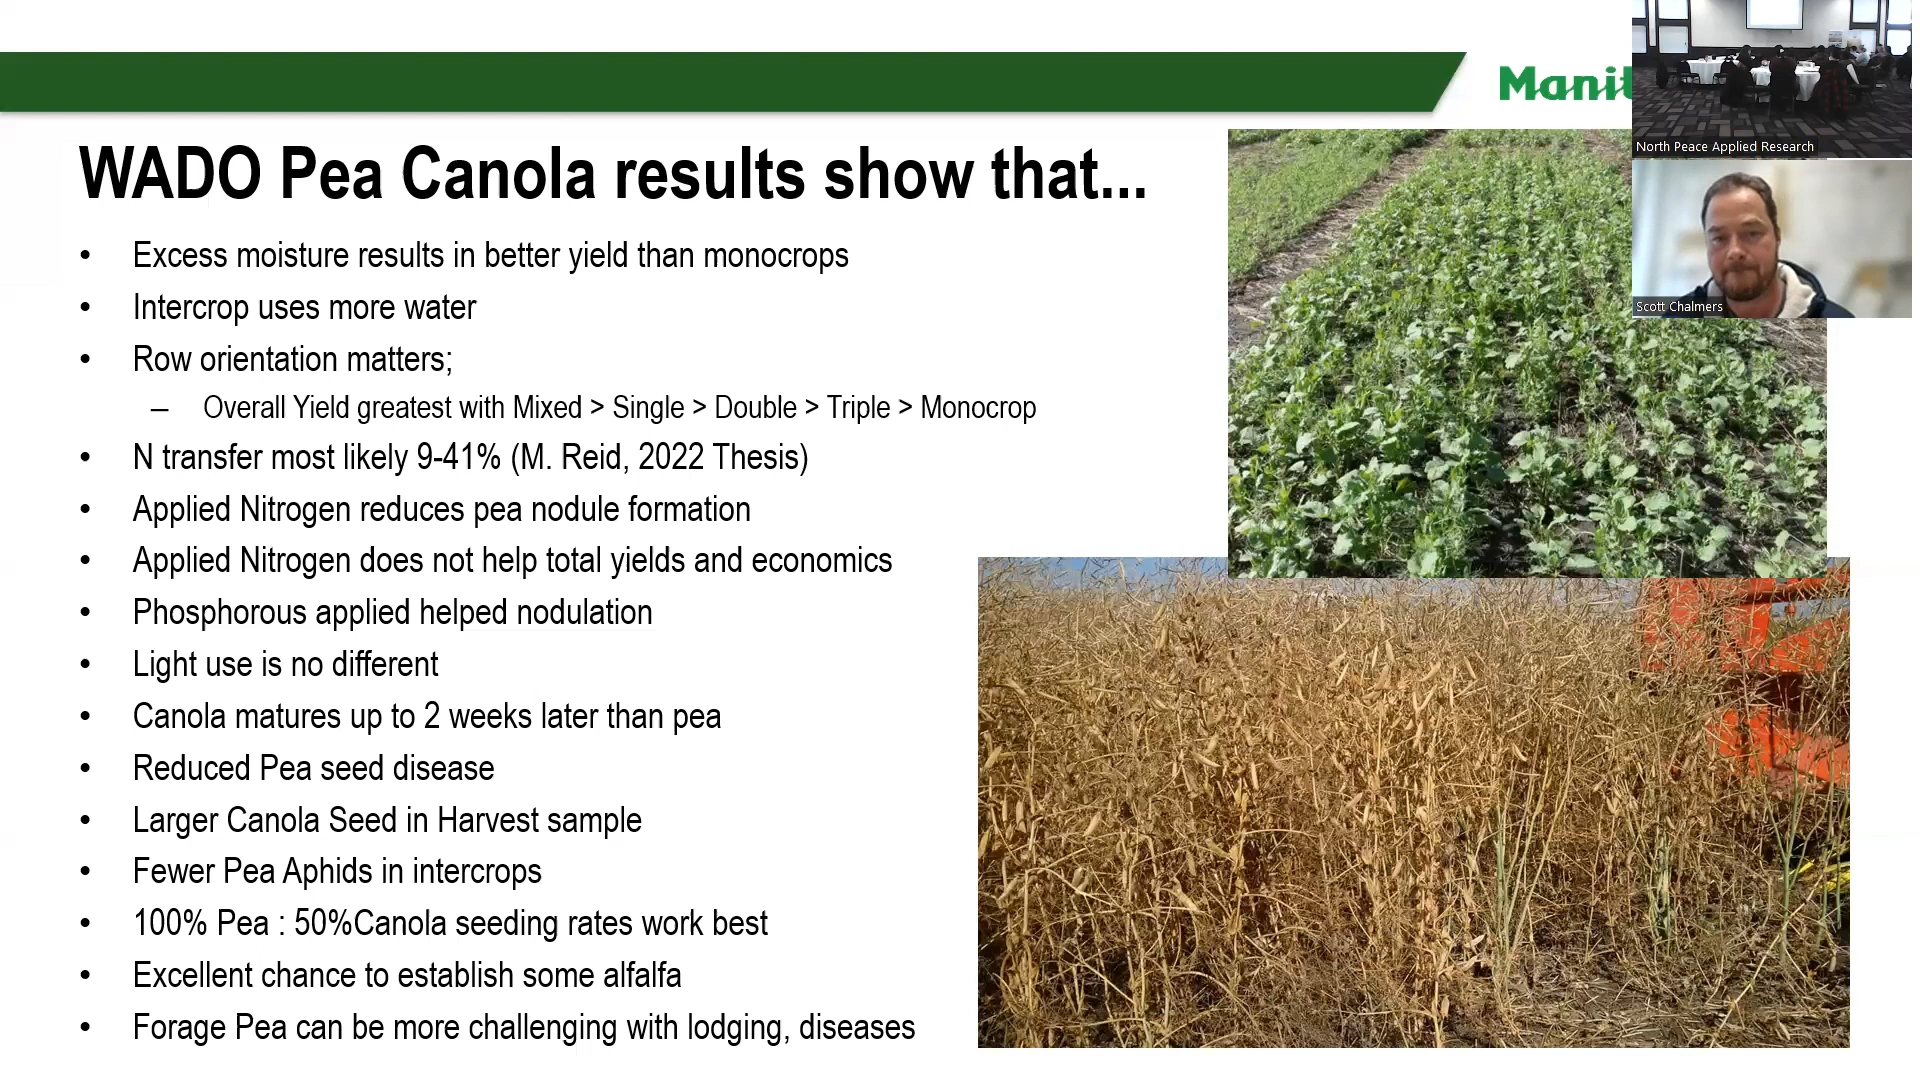 Manit
North Peace Applied Research
WADO Pea Canola results show that...
Scott Chalmers
• Excess moisture results in better yield than monocrops
• Intercrop uses more water
• Row orientation matters;
– Overall Yield greatest with Mixed > Single > Double > Triple > Monocrop
• N transfer most likely 9-41% (M. Reid, 2022 Thesis)
• Applied Nitrogen reduces pea nodule formation
• Applied Nitrogen does not help total yields and economics
• Phosphorous applied helped nodulation
• Light use is no different
• Canola matures up to 2 weeks later than pea
• Reduced Pea seed disease
• Larger Canola Seed in Harvest sample
• Fewer Pea Aphids in intercrops
• 100% Pea : 50%Canola seeding rates work best
• Excellent chance to establish some alfalfa
• Forage Pea can be more challenging with lodging, diseases